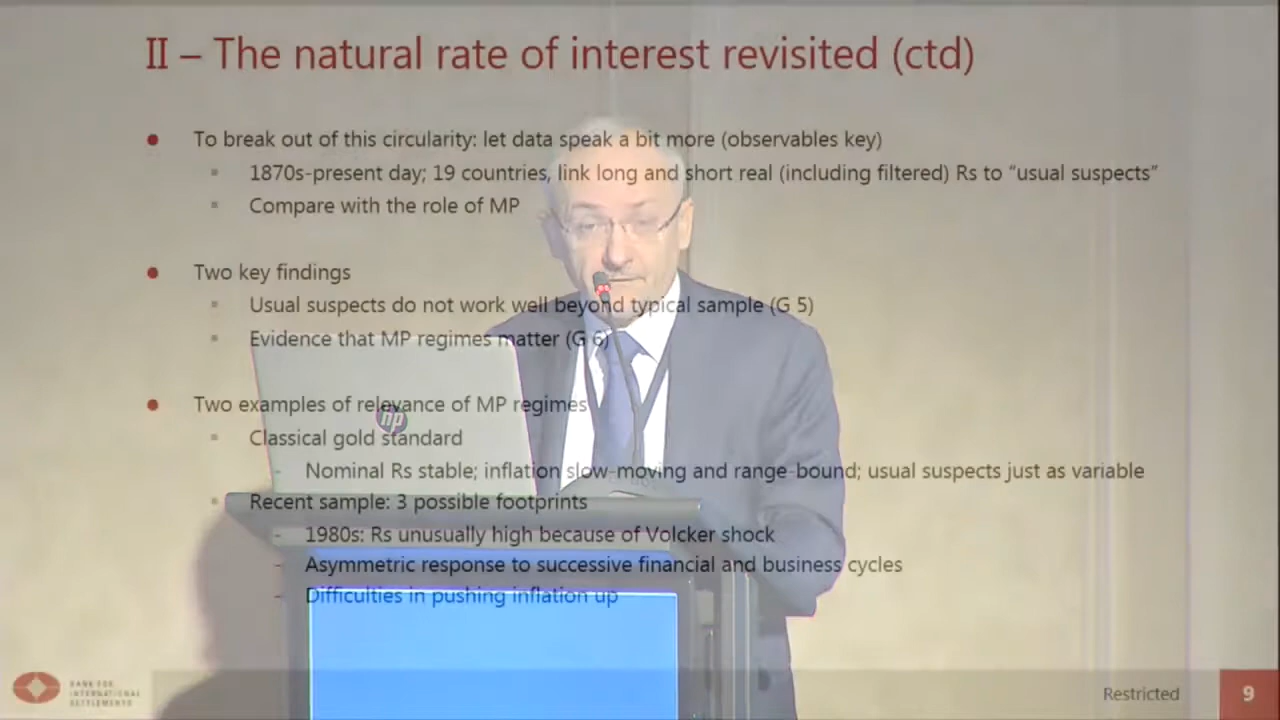 II – The natural rate of interest revisited (ctd)
To break out of this circularity: let data speak a bit more (observables key)
1870s-present day; 19 countries, link long and short real (including filtered) Rs to “usual suspects”
Compare with the role of MP
Two key findings
Usual suspects do not work well beyond typical sample (G 5)
Evidence that MP regimes matter (G 6)
Two examples of relevance of MP regimes
Classical gold standard
- Nominal Rs stable; inflation slow-moving and range-bound; usual suspects just as variable
Recent sample: 3 possible footprints
- 1980s: Rs unusually high because of Volcker shock
- Asymmetric response to successive financial and business cycles
- Difficulties in pushing inflation up
hp
BANK FOR
INTERNATIONAL
SETTLEMENTS
Restricted
9